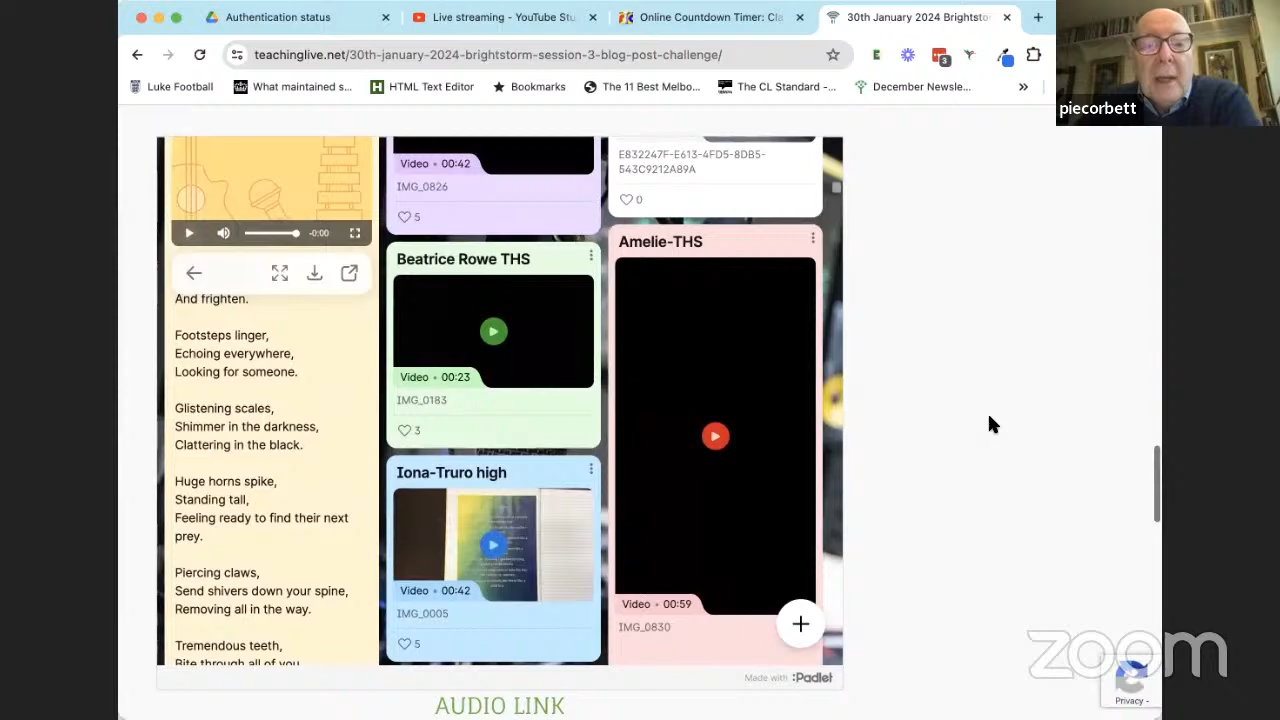 Authentication status
Live streaming - YouTube Stu
Online Countdown Timer: Cla
30th January 2024 Brightsto
teachinglive.net/30th-january-2024-brightstorm-session-3-blog-post-challenge/
3
Luke Football
What maintained s...
HTML Text Editor
Bookmarks
The 11 Best Melbo...
The CL Standard -...
December Newsle...
piecorbett
-0:00
And frighten.
Footsteps linger,
Echoing everywhere,
Looking for someone.
Glistening scales,
Shimmer in the darkness,
Clattering in the black.
Huge horns spike,
Standing tall,
Feeling ready to find their next
prey.
Piercing claws,
Send shivers down your spine,
Removing all in the way.
Tremendous teeth,
Bite through all of you
Video • 00:42
IMG_0826
5
Beatrice Rowe THS
Video • 00:23
IMG_0183
3
Iona-Truro high
Video • 00:42
IMG_0005
5
E832247F-E613-4FD5-8DB5-
543C9212A89A
0
Amelie-THS
Video • 00:59
IMG_0830
Made with :Padlet
AUDIO LINK
zoom
Privacy -